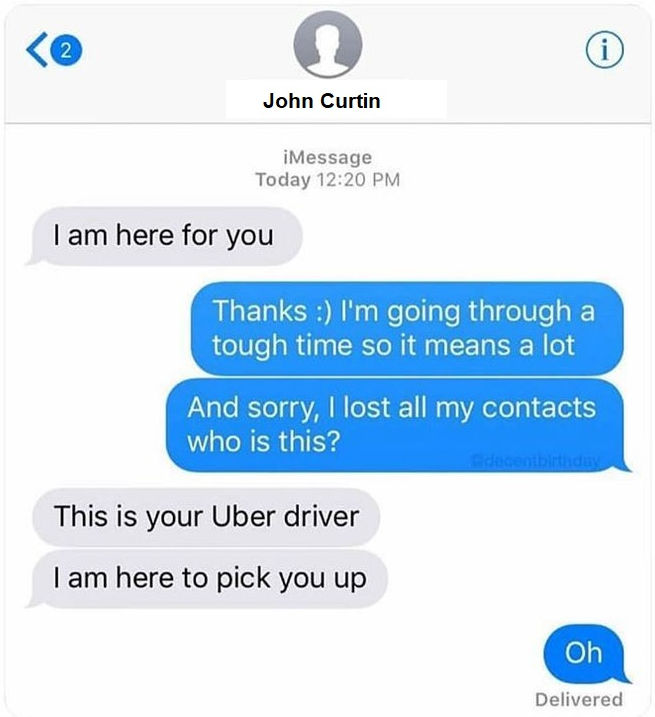 2
i
John Curtin
iMessage
Today 12:20 PM
I am here for you
Thanks :) I'm going through a
tough time so it means a lot
And sorry, I lost all my contacts
who is this?
@decentbirthday
This is your Uber driver
I am here to pick you up
Oh
Delivered